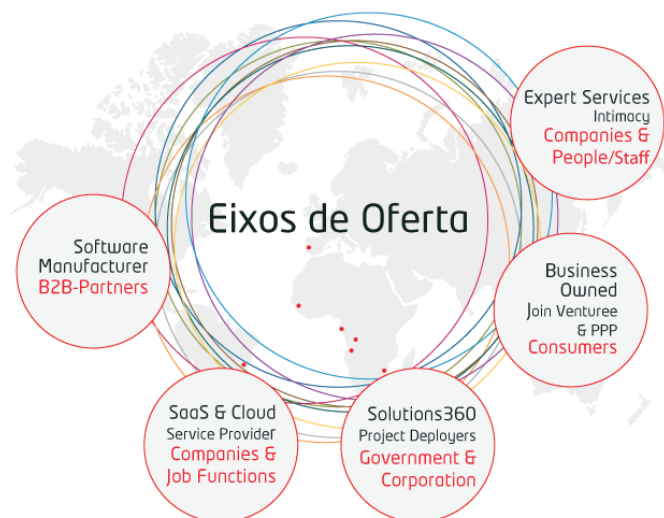 Eixos de Oferta
Expert Services
Intimacy
Companies &
People/Staff
Software
Manufacturer
B2B-Partners
Business
Owned
Join Venturee
& PPP
Consumers
SaaS & Cloud
Service Provider
Companies &
Job Functions
Solutions360
Project Deployers
Government &
Corporation